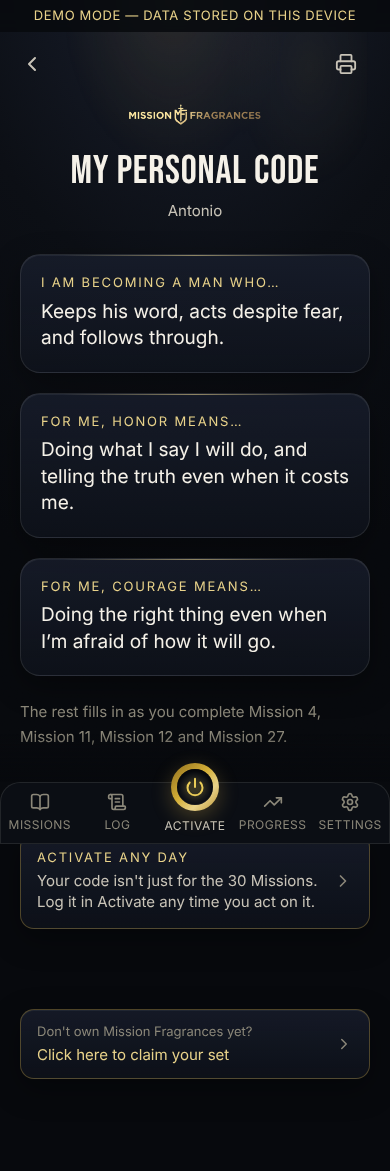 DEMO MODE — DATA STORED ON THIS DEVICE
MISSION FRAGRANCES
MY PERSONAL CODE
Antonio
I AM BECOMING A MAN WHO…
Keeps his word, acts despite fear,
and follows through.
FOR ME, HONOR MEANS…
Doing what I say I will do, and
telling the truth even when it costs
me.
FOR ME, COURAGE MEANS…
Doing the right thing even when
I’m afraid of how it will go.
The rest fills in as you complete Mission 4,
Mission 11, Mission 12 and Mission 27.
MISSIONS LOG ACTIVATE PROGRESS SETTINGS
ACTIVATE ANY DAY
Your code isn't just for the 30 Missions.
Log it in Activate any time you act on it.
Don't own Mission Fragrances yet?
Click here to claim your set